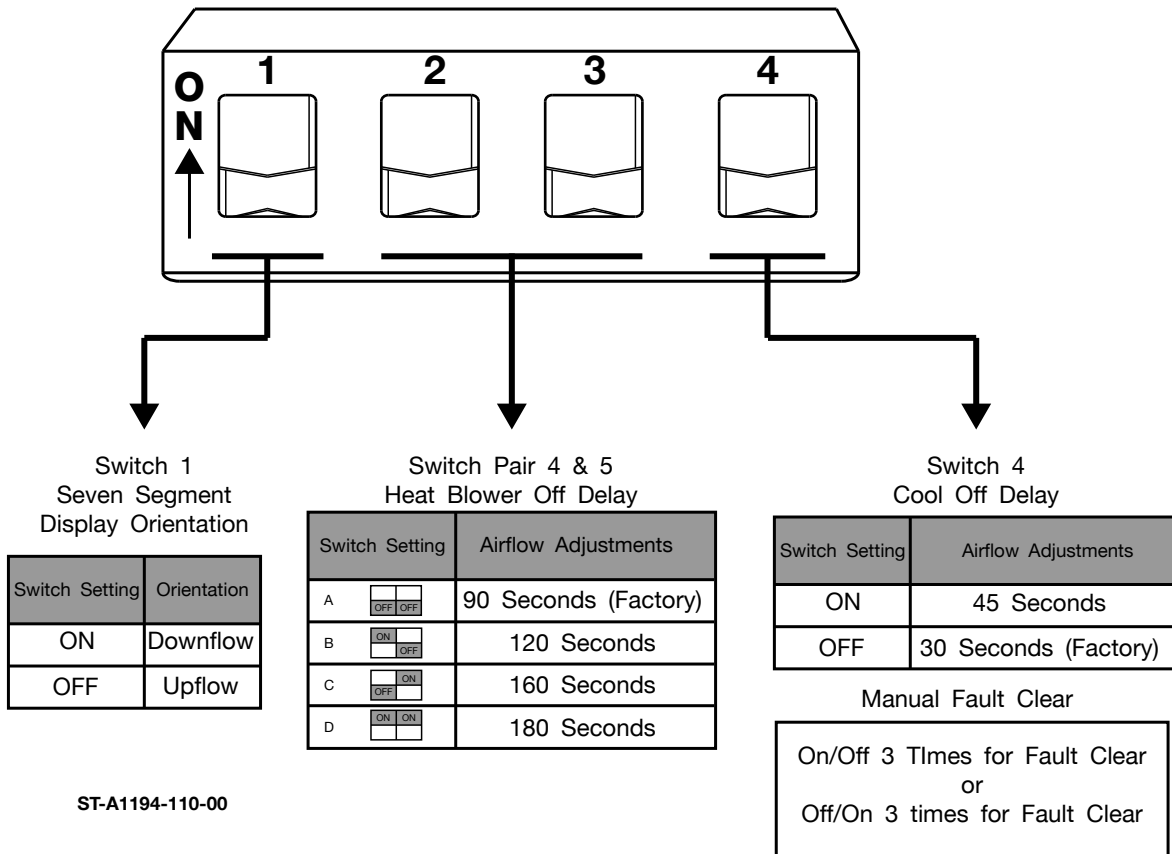 1 2 3 4
ON
Switch 1
Seven Segment
Display Orientation
Switch Setting Orientation
ON Downflow
OFF Upflow
Switch Pair 4 & 5
Heat Blower Off Delay
Switch Setting Airflow Adjustments
A OFF OFF 90 Seconds (Factory)
B ON OFF 120 Seconds
C OFF ON 160 Seconds
D ON ON 180 Seconds
Switch 4
Cool Off Delay
Switch Setting Airflow Adjustments
ON 45 Seconds
OFF 30 Seconds (Factory)
Manual Fault Clear
On/Off 3 TImes for Fault Clear
or
Off/On 3 times for Fault Clear
ST-A1194-110-00